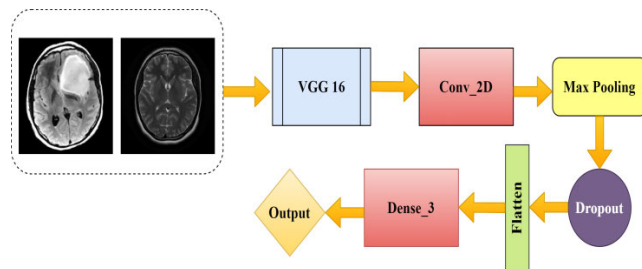 VGG 16
Conv_2D
Max Pooling
Dropout
Flatten
Dense_3
Output